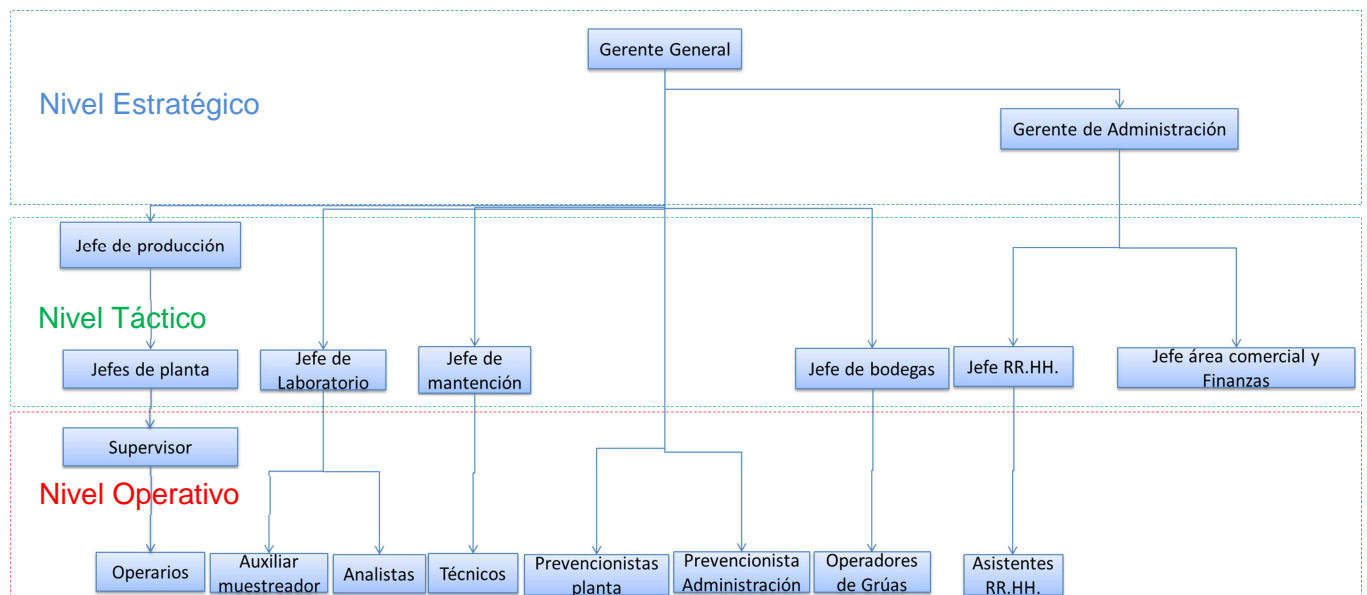 Gerente General
Nivel Estratégico
Gerente de Administración
Jefe de producción
Nivel Táctico
Jefes de planta
Jefe de
Laboratorio
Jefe de
mantención
Jefe de bodegas
Jefe RR.HH.
Jefe área comercial y
Finanzas
Supervisor
Nivel Operativo
Operarios
Auxiliar
muestreador
Analistas
Técnicos
Prevencionistas
planta
Prevencionista
Administración
Operadores
de Grúas
Asistentes
RR.HH.